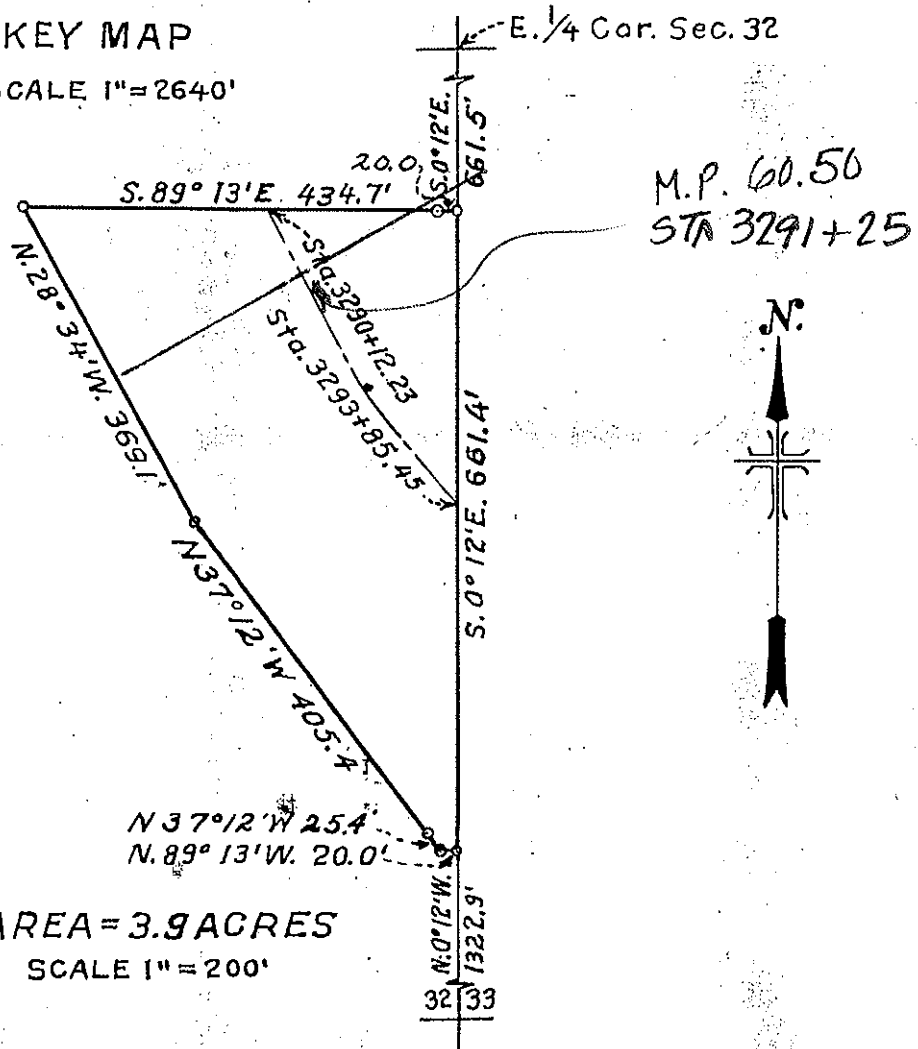 KEY MAP
SCALE 1"=2640'
E. 1/4 Cor. Sec. 32
S. 0° 12' E.
661.5'
20.0
S. 89° 13' E. 434.7'
M.P. 60.50
STA 3291+25
N. 28° 34' W. 369.1'
Sta. 3290+12.23
Sta. 3293+85.45
N.
S. 0° 12' E. 661.4'
N 37° 12' W 405.4'
N 37° 12' W 25.4'
N. 89° 13' W. 20.0'
N. 0° 12' W.
1322.9'
AREA = 3.9 ACRES
SCALE 1" = 200'
32 33